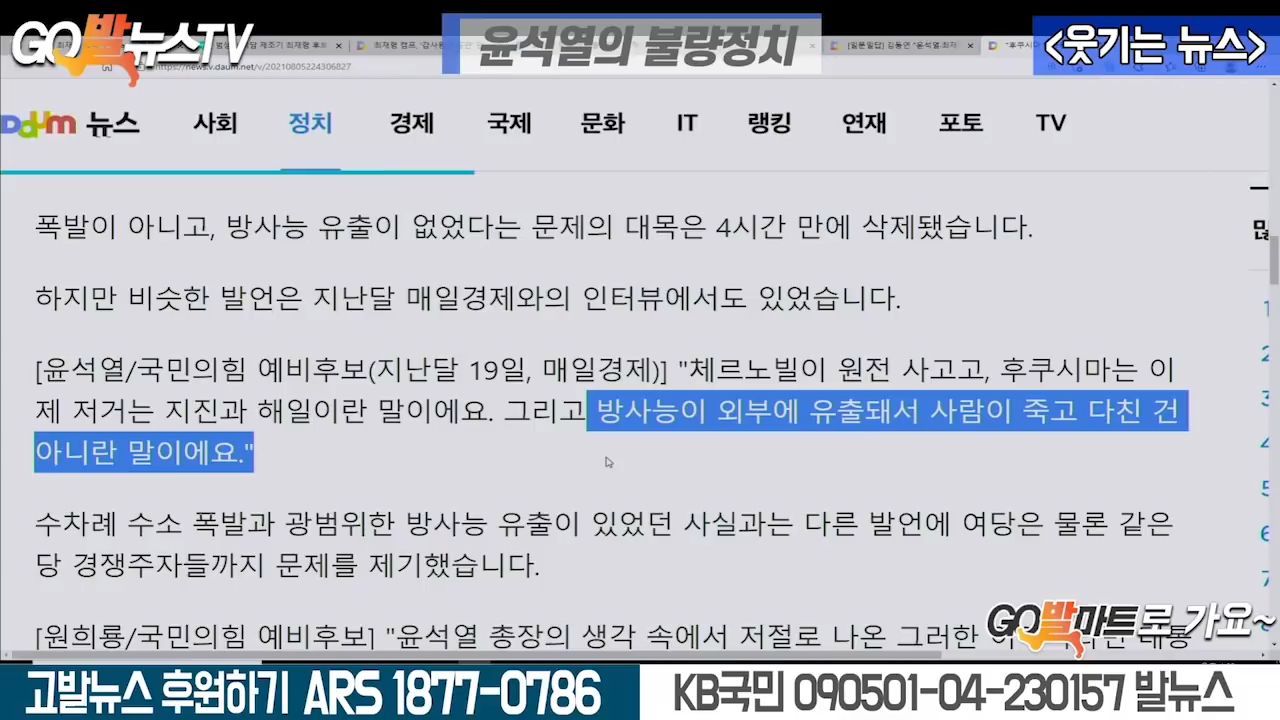 GO발뉴스TV
윤석열의 불량정치
<웃기는 뉴스>
https://news.v.daum.net/v/20210805224306827
Daum 뉴스 사회 정치 경제 국제 문화 IT 랭킹 연재 포토 TV
폭발이 아니고, 방사능 유출이 없었다는 문제의 대목은 4시간 만에 삭제됐습니다.
하지만 비슷한 발언은 지난달 매일경제와의 인터뷰에서도 있었습니다.
[윤석열/국민의힘 예비후보(지난달 19일, 매일경제)] "체르노빌이 원전 사고고, 후쿠시마는 이
제 저거는 지진과 해일이란 말이에요. 그리고 방사능이 외부에 유출돼서 사람이 죽고 다친 건
아니란 말이에요."
수차례 수소 폭발과 광범위한 방사능 유출이 있었던 사실과는 다른 발언에 여당은 물론 같은
당 경쟁주자들까지 문제를 제기했습니다.
[원희룡/국민의힘 예비후보] "윤석열 총장의 생각 속에서 저절로 나온 그러한
GO발마트로 가요~
고발뉴스 후원하기 ARS 1877-0786
KB국민 090501-04-230157 발뉴스